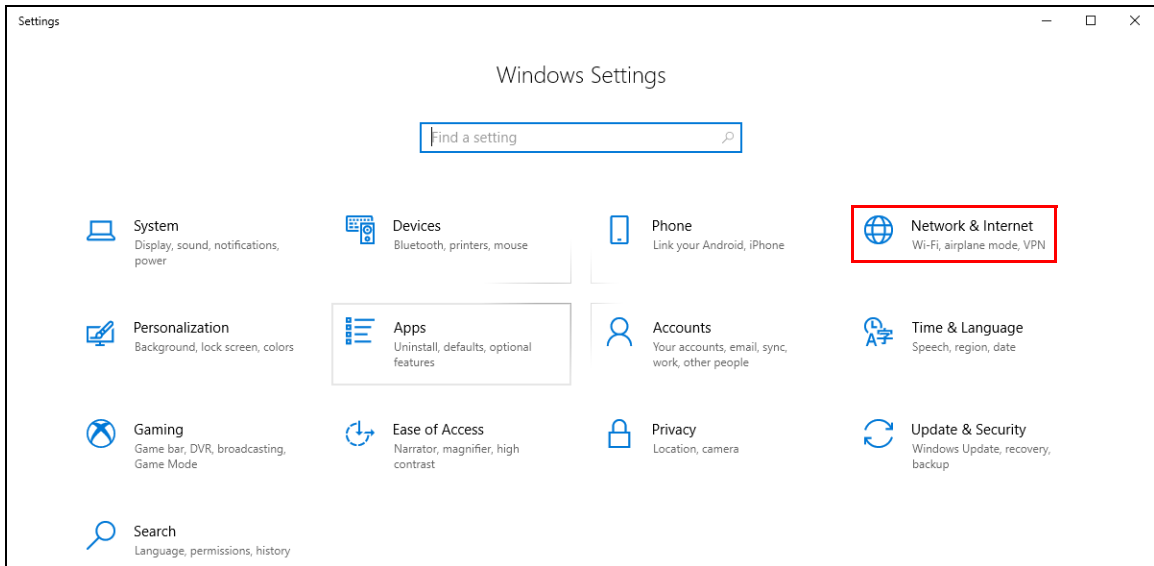 Settings
Windows Settings
Find a setting
System
Display, sound, notifications,
power
Devices
Bluetooth, printers, mouse
Phone
Link your Android, iPhone
Network & Internet
Wi-Fi, airplane mode, VPN
Personalization
Background, lock screen, colors
Apps
Uninstall, defaults, optional
features
Accounts
Your accounts, email, sync,
work, other people
Time & Language
Speech, region, date
Gaming
Game bar, DVR, broadcasting,
Game Mode
Ease of Access
Narrator, magnifier, high
contrast
Privacy
Location, camera
Update & Security
Windows Update, recovery,
backup
Search
Language, permissions, history